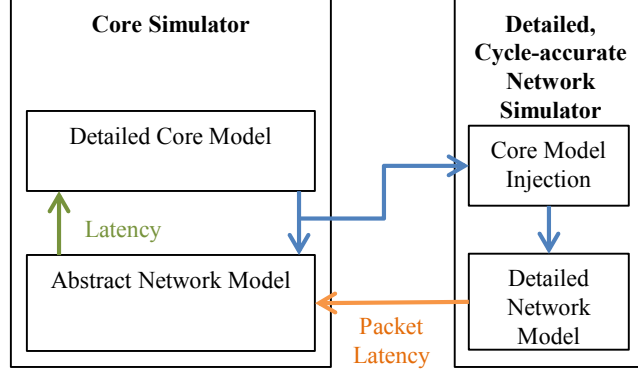 Core Simulator
Detailed Core Model
Latency
Abstract Network Model
Packet
Latency
Detailed,
Cycle-accurate
Network
Simulator
Core Model
Injection
Detailed
Network
Model